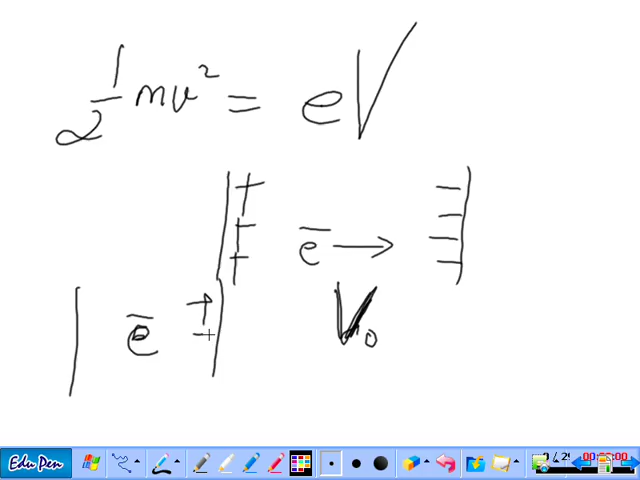 ½mv² = eV
+ −
+ ē → −
+ −
−
ē + V₀
+
Edu Pen